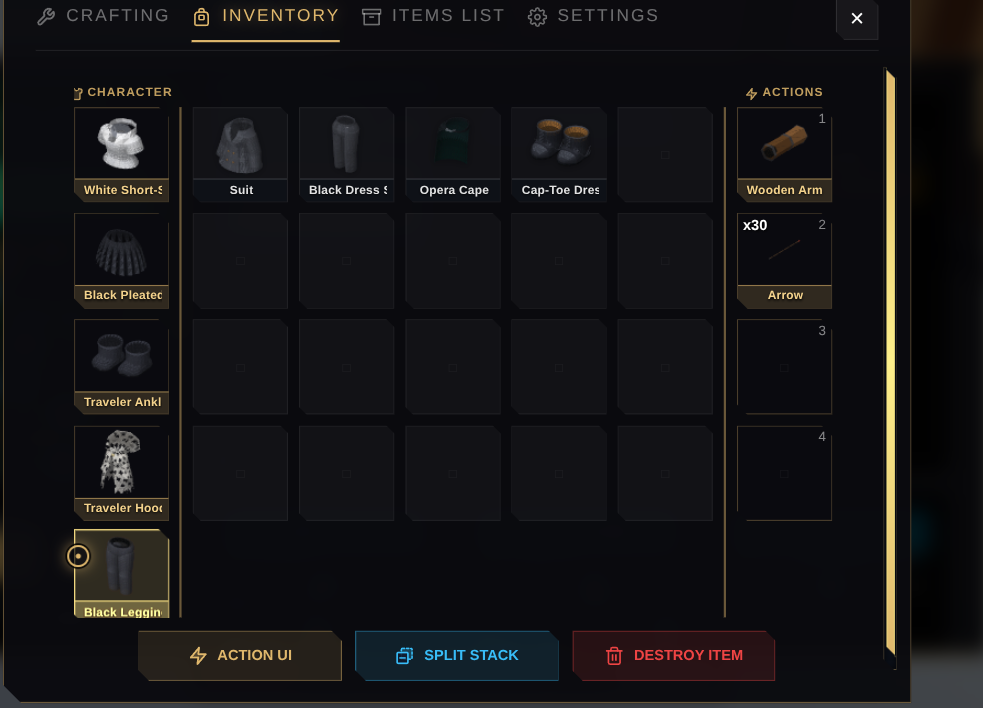 CRAFTING INVENTORY ITEMS LIST SETTINGS
CHARACTER ACTIONS
1
White Short-S Suit Black Dress S Opera Cape Cap-Toe Dres Wooden Arm
x30 2
Black Pleated Arrow
3
Traveler Ankl
4
Traveler Hood
Black Leggin
ACTION UI SPLIT STACK DESTROY ITEM